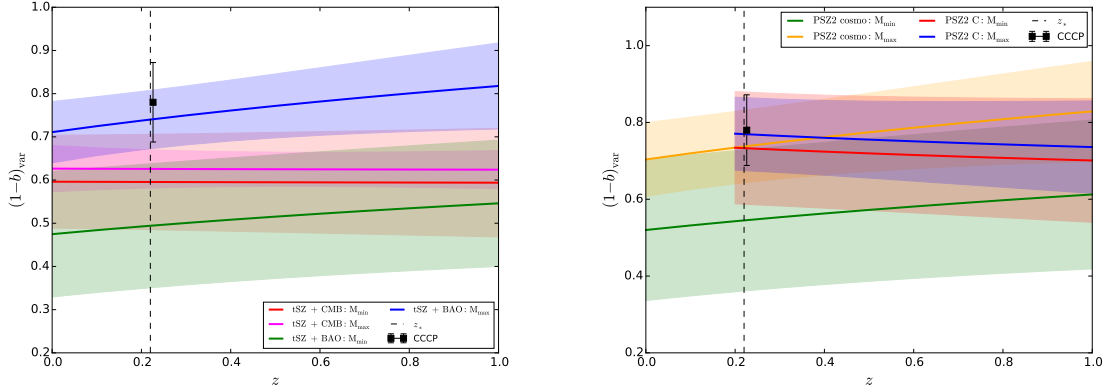 1.0
0.9
0.8
0.7
0.6
0.5
0.4
0.3
0.2
0.0 0.2 0.4 0.6 0.8 1.0
z
(1−b)var
tSZ + CMB: Mmin
tSZ + CMB: Mmax
tSZ + BAO: Mmin
tSZ + BAO: Mmax
z*
CCCP
1.0
0.8
0.6
0.4
0.2
0.0 0.2 0.4 0.6 0.8 1.0
z
(1−b)var
PSZ2 cosmo: Mmin
PSZ2 cosmo: Mmax
PSZ2 C: Mmin
PSZ2 C: Mmax
z*
CCCP